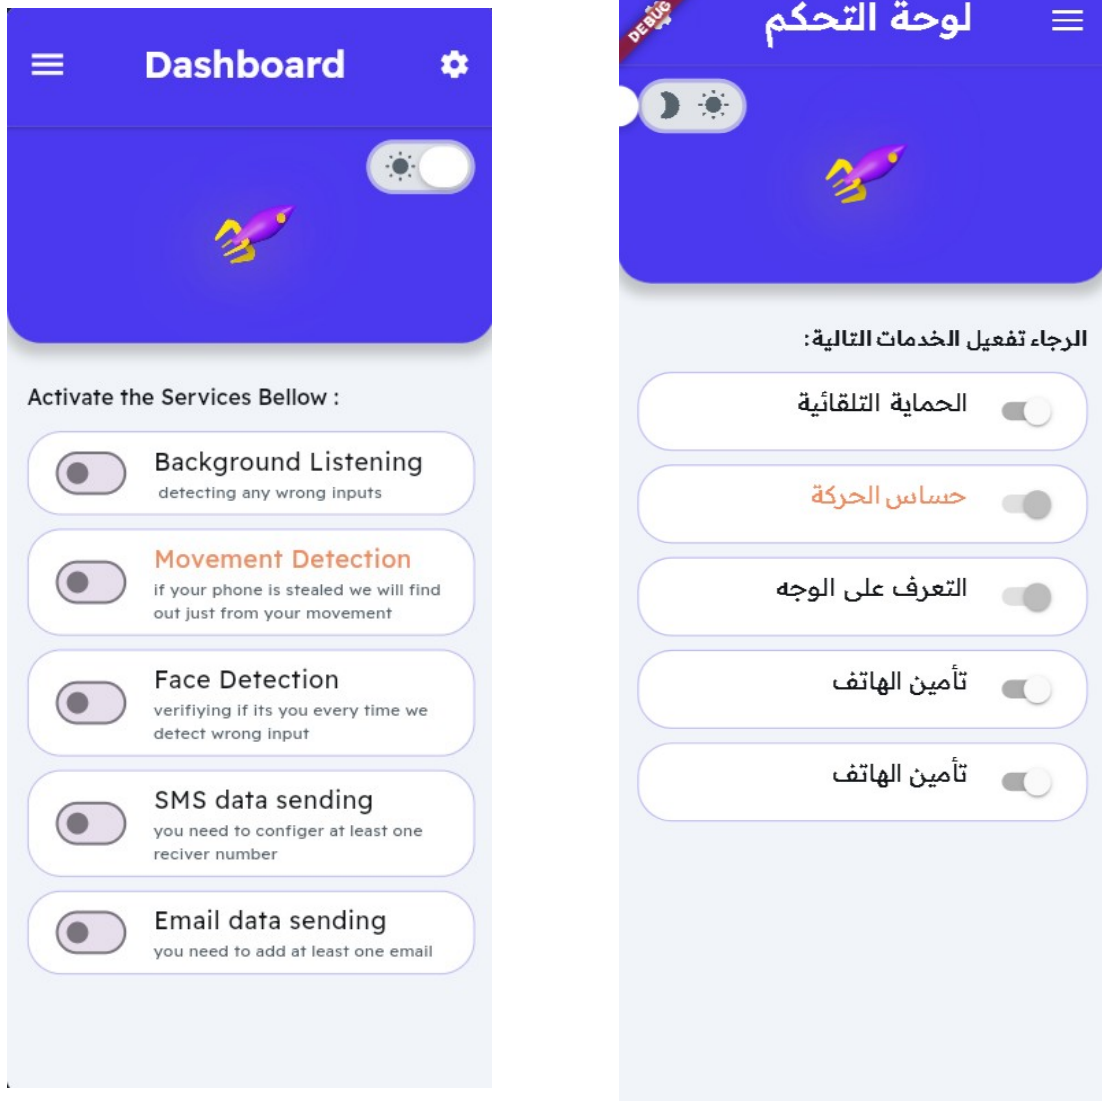 Dashboard
Activate the Services Bellow :
Background Listening
detecting any wrong inputs
Movement Detection
if your phone is stealed we will find
out just from your movement
Face Detection
verifiying if its you every time we
detect wrong input
SMS data sending
you need to configer at least one
reciver number
Email data sending
you need to add at least one email
DEBUG
لوحة التحكم
الرجاء تفعيل الخدمات التالية:
الحماية التلقائية
حساس الحركة
التعرف على الوجه
تأمين الهاتف
تأمين الهاتف